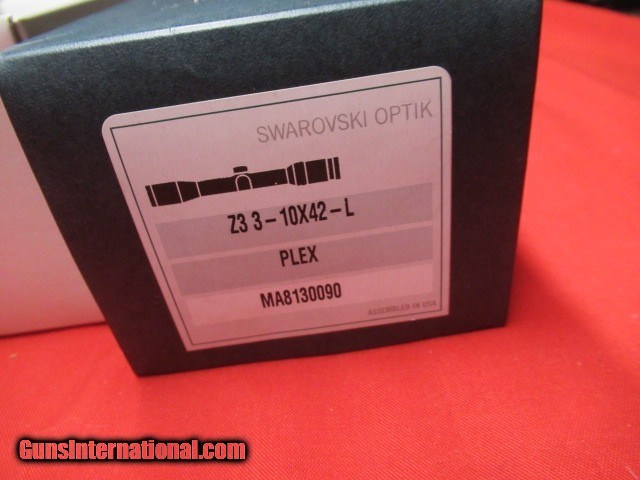 SWAROVSKI OPTIK
Z3 3-10X42-L
PLEX
MA8130090
ASSEMBLED IN USA
GunsInternational.com